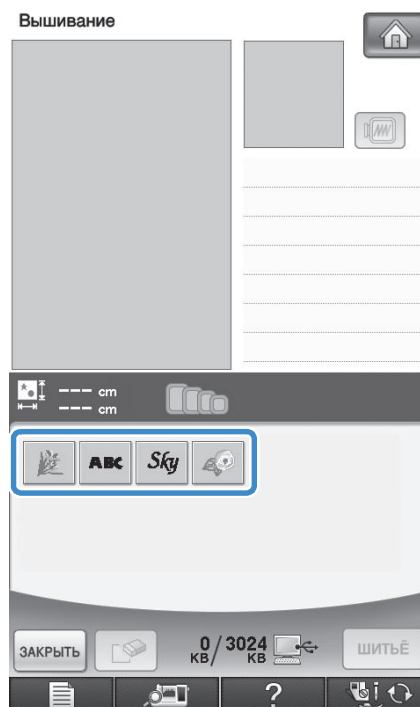 Вышивание
--- cm
--- cm
ABC Sky
ЗАКРЫТЬ 0 KB / 3024 KB ШИТЬЁ
?